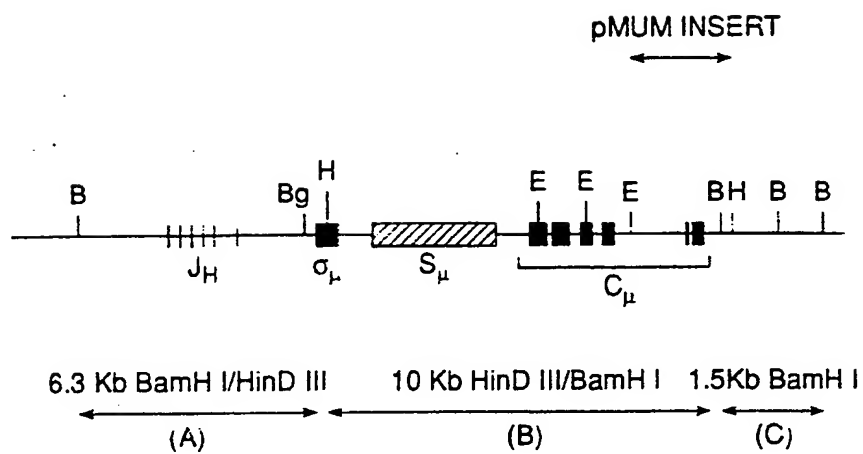 pMUM INSERT
B Bg H E E E B H B B
J_H σ_μ S_μ C_μ
6.3 Kb BamH I/HinD III 10 Kb HinD III/BamH I 1.5Kb BamH I
(A) (B) (C)